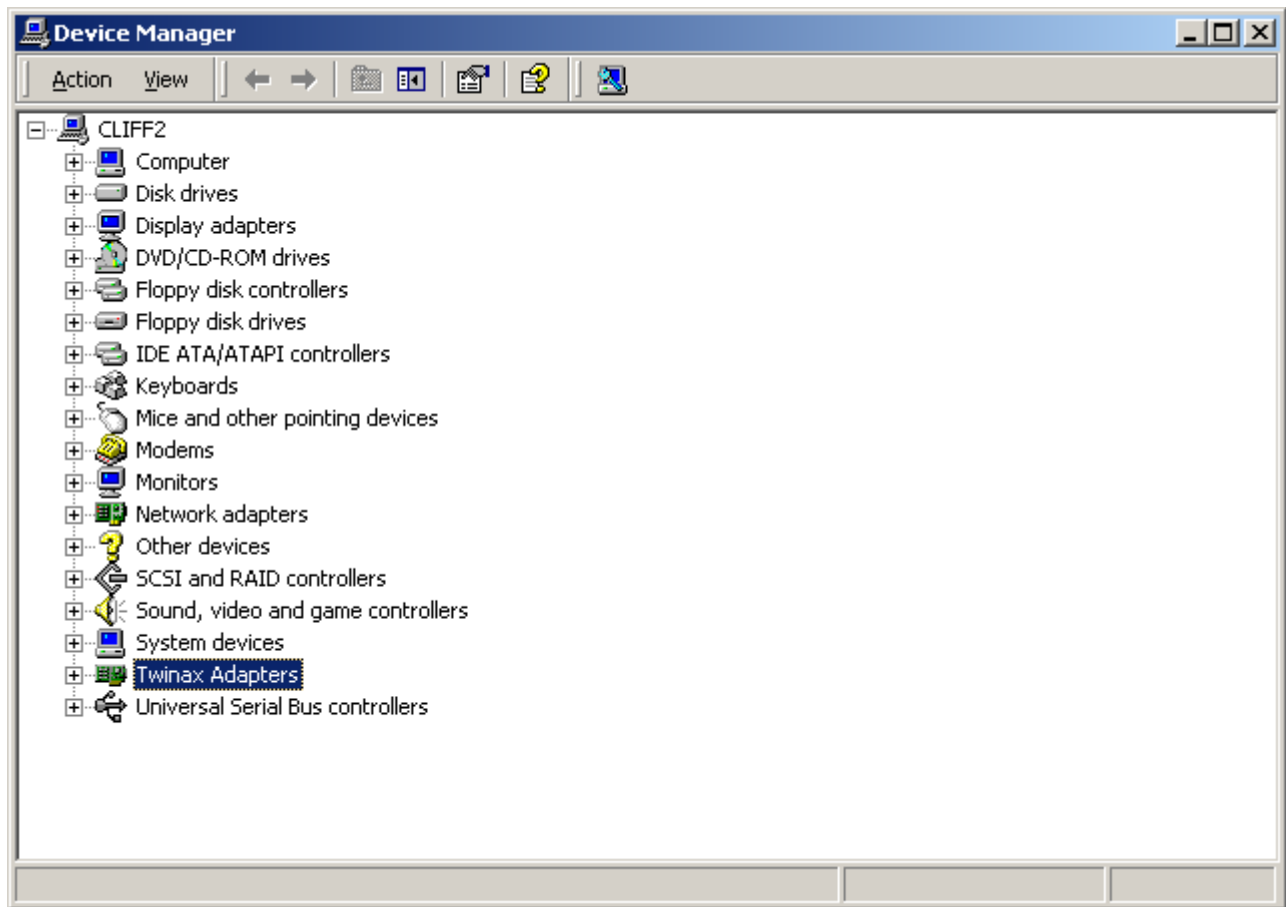 Device Manager
Action View
CLIFF2
Computer
Disk drives
Display adapters
DVD/CD-ROM drives
Floppy disk controllers
Floppy disk drives
IDE ATA/ATAPI controllers
Keyboards
Mice and other pointing devices
Modems
Monitors
Network adapters
Other devices
SCSI and RAID controllers
Sound, video and game controllers
System devices
Twinax Adapters
Universal Serial Bus controllers